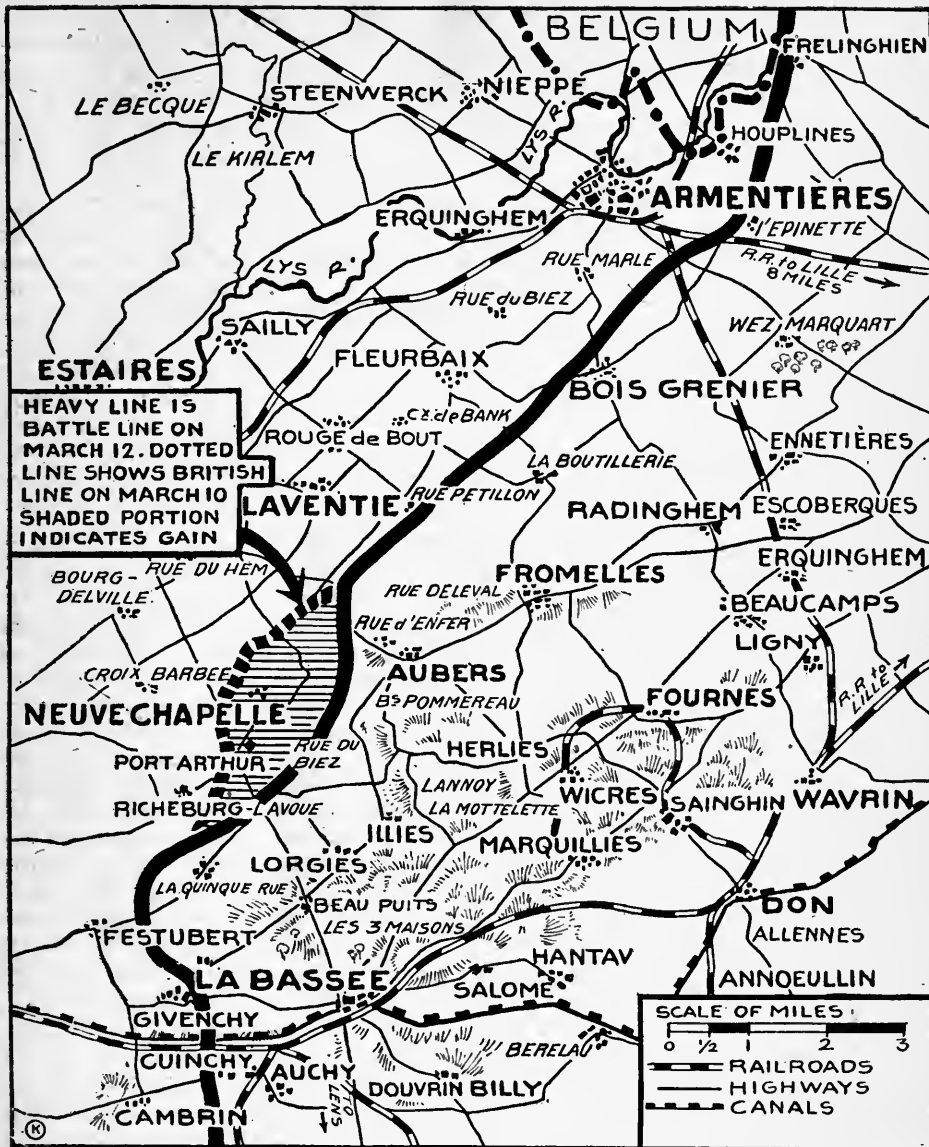 BELGIUM
FRELINGHIEN
LE BECQUE
STEENWERCK
NIEPPE
LYS R.
HOUPLINES
LE KIRLEM
ARMENTIÈRES
ERQUINGHEM
l'EPINETTE
LYS R.
RUE MARLE
R.R. to LILLE
8 MILES
RUE du BIEZ
SAILLY
WEZ MARQUART
ESTAIRES
FLEURBAIX
BOIS GRENIER
HEAVY LINE IS
BATTLE LINE ON
MARCH 12. DOTTED
LINE SHOWS BRITISH
LINE ON MARCH 10
SHADED PORTION
INDICATES GAIN
CX. de BANK
ROUGE de BOUT
ENNETIÈRES
LA BOUTILLERIE
LAVENTIE
RUE PETILLON
RADINGHEM
ESCOBERQUES
RUE DU HEM
ERQUINGHEM
BOURG-
DELVILLE
RUE DELEVAL
FROMELLES
BEAUCAMPS
RUE d'ENFER
LIGNY
CROIX BARBEE
AUBERS
R.R. to
LILLE
BS POMMEREAU
FOURNES
NEUVE CHAPELLE
RUE DU
BIEZ
HERLIES
PORT ARTHUR
LANNOY
WICRES
SAINGHIN
WAVRIN
RICHEBURG-LAVOUE
LA MOTTELETTE
ILLIES
LORGIES
MARQUILLIES
LA QUINQUE RUE
BEAU PUITS
DON
FESTUBERT
LES 3 MAISONS
ALLENNES
LA BASSÉE
HANTAV
SALOME
ANNOEULLIN
GIVENCHY
SCALE OF MILES
0 ½ 1 2 3
BERELAU
CUINCHY
RAILROADS
AUCHY
DOUVRIN
BILLY
HIGHWAYS
TO
LENS
CANALS
CAMBRIN
K